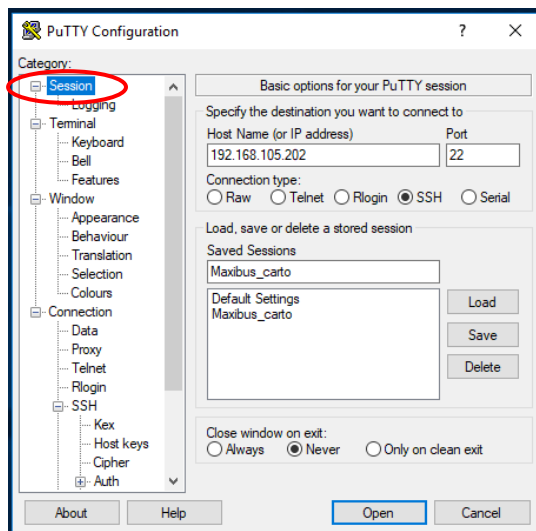 PuTTY Configuration
Category:
Session
Logging
Terminal
Keyboard
Bell
Features
Window
Appearance
Behaviour
Translation
Selection
Colours
Connection
Data
Proxy
Telnet
Rlogin
SSH
Kex
Host keys
Cipher
Auth
Basic options for your PuTTY session
Specify the destination you want to connect to
Host Name (or IP address) Port
192.168.105.202 22
Connection type:
Raw Telnet Rlogin SSH Serial
Load, save or delete a stored session
Saved Sessions
Maxibus_carto
Default Settings
Maxibus_carto
Load
Save
Delete
Close window on exit:
Always Never Only on clean exit
About Help Open Cancel